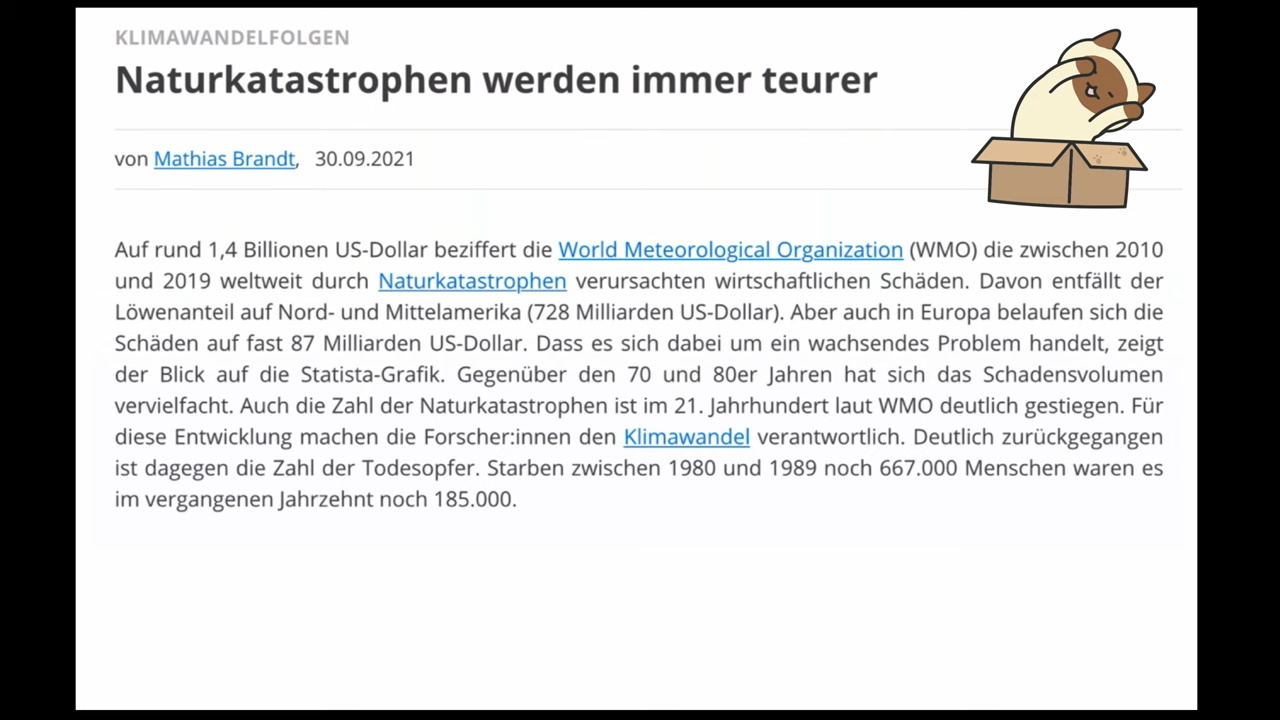 KLIMAWANDELFOLGEN
Naturkatastrophen werden immer teurer
von Mathias Brandt, 30.09.2021
Auf rund 1,4 Billionen US-Dollar beziffert die World Meteorological Organization (WMO) die zwischen 2010
und 2019 weltweit durch Naturkatastrophen verursachten wirtschaftlichen Schäden. Davon entfällt der
Löwenanteil auf Nord- und Mittelamerika (728 Milliarden US-Dollar). Aber auch in Europa belaufen sich die
Schäden auf fast 87 Milliarden US-Dollar. Dass es sich dabei um ein wachsendes Problem handelt, zeigt
der Blick auf die Statista-Grafik. Gegenüber den 70 und 80er Jahren hat sich das Schadensvolumen
vervielfacht. Auch die Zahl der Naturkatastrophen ist im 21. Jahrhundert laut WMO deutlich gestiegen. Für
diese Entwicklung machen die Forscher:innen den Klimawandel verantwortlich. Deutlich zurückgegangen
ist dagegen die Zahl der Todesopfer. Starben zwischen 1980 und 1989 noch 667.000 Menschen waren es
im vergangenen Jahrzehnt noch 185.000.